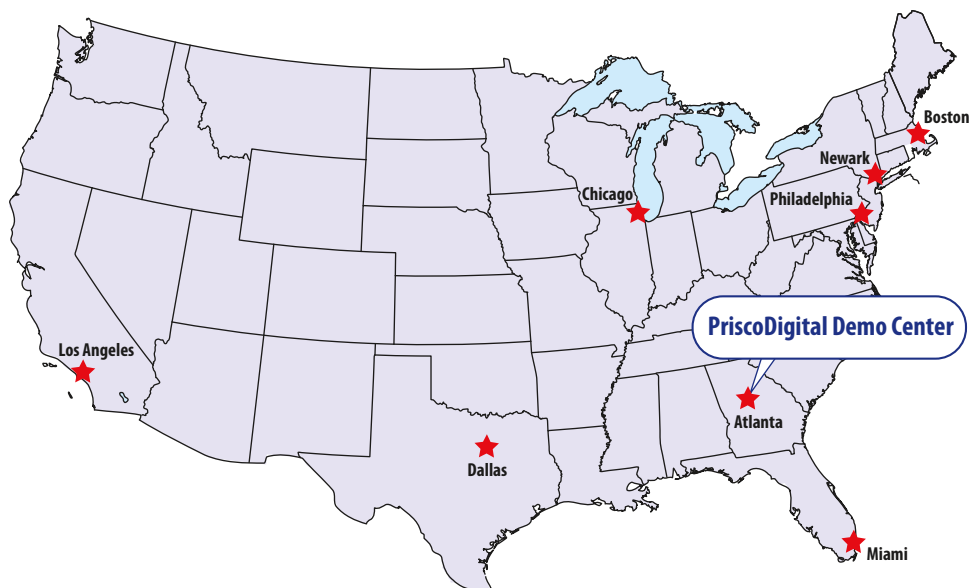 Boston
Newark
Chicago
Philadelphia
PriscoDigital Demo Center
Los Angeles
Atlanta
Dallas
Miami